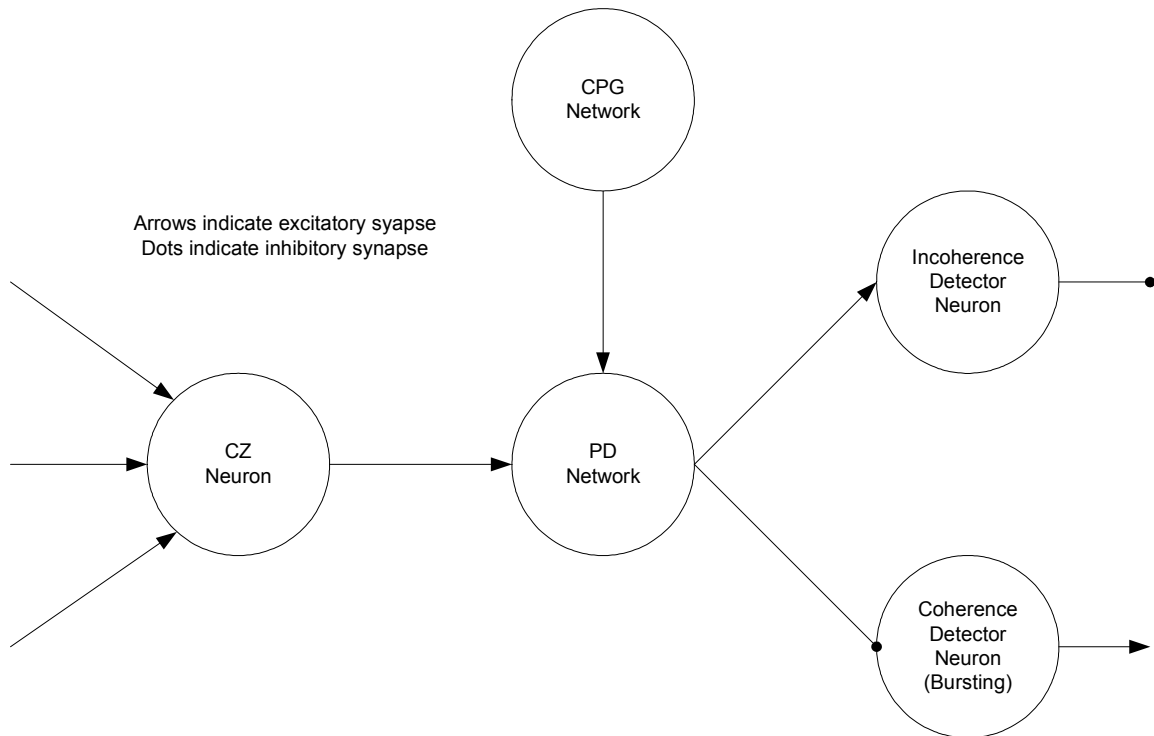 CPG
Network
Arrows indicate excitatory syapse
Dots indicate inhibitory synapse
Incoherence
Detector
Neuron
CZ
Neuron
PD
Network
Coherence
Detector
Neuron
(Bursting)